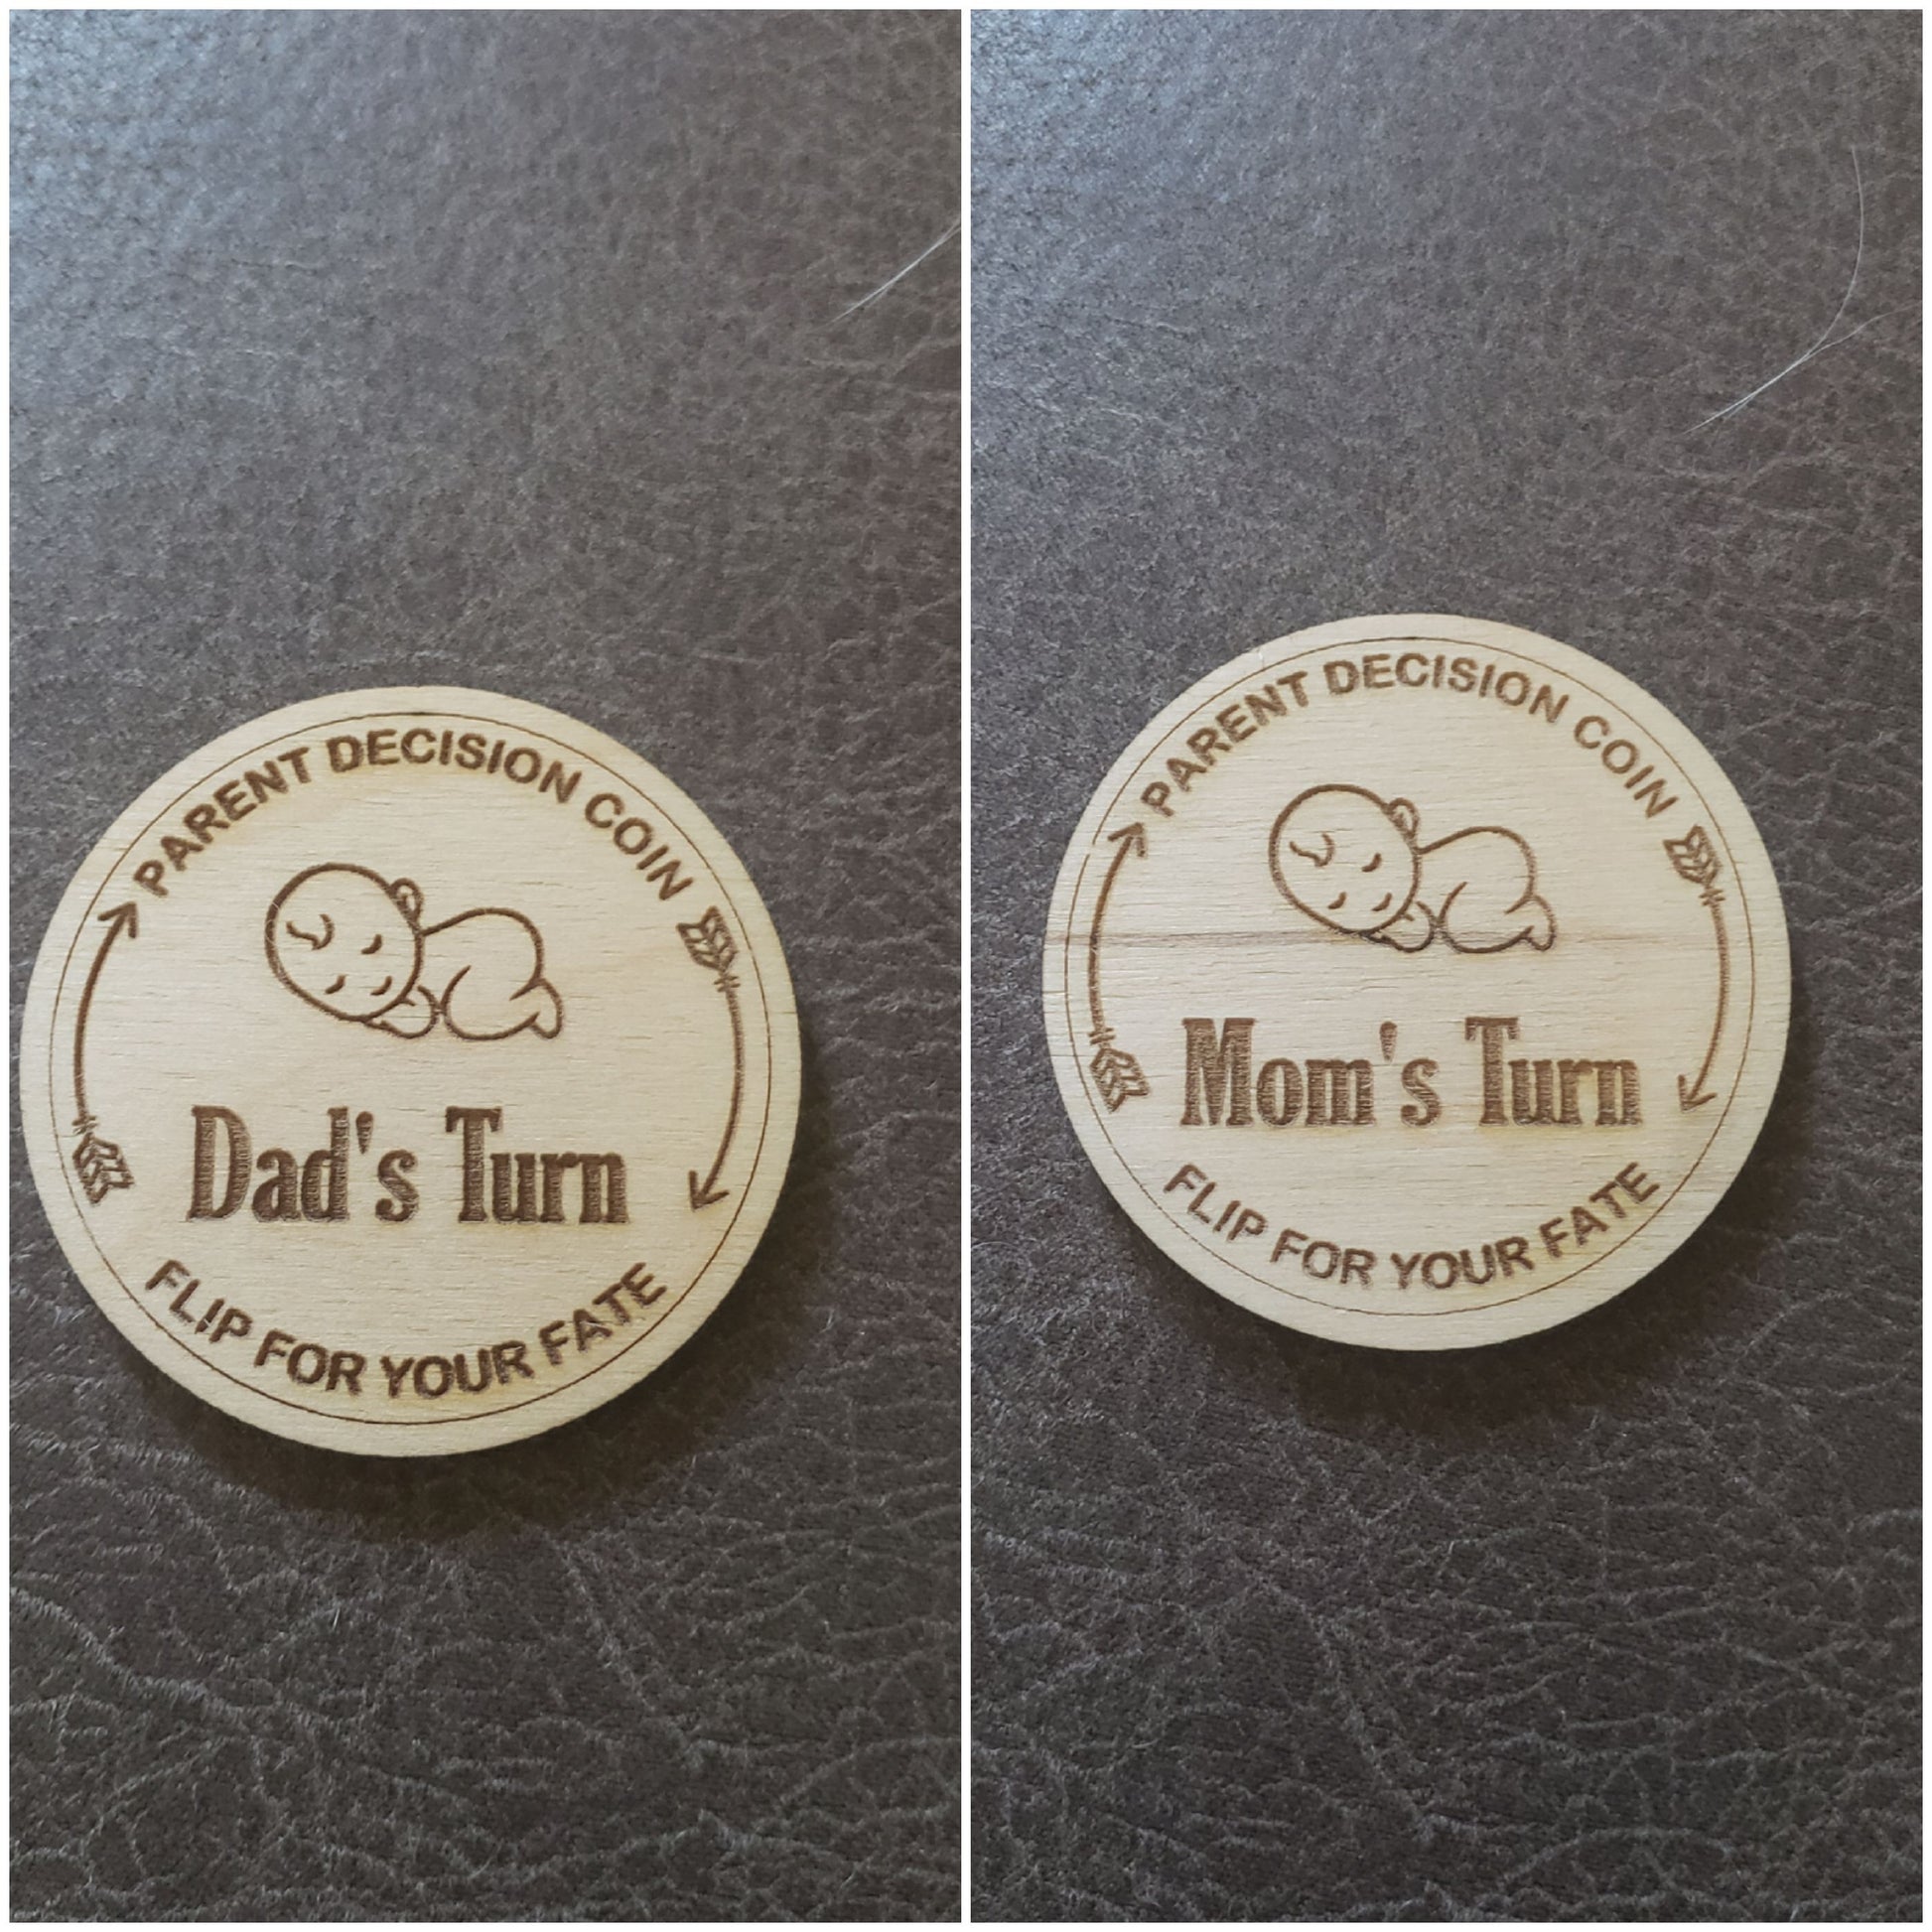 PARENT DECISION COIN
Dad's Turn
FLIP FOR YOUR FATE
PARENT DECISION COIN
Mom's Turn
FLIP FOR YOUR FATE